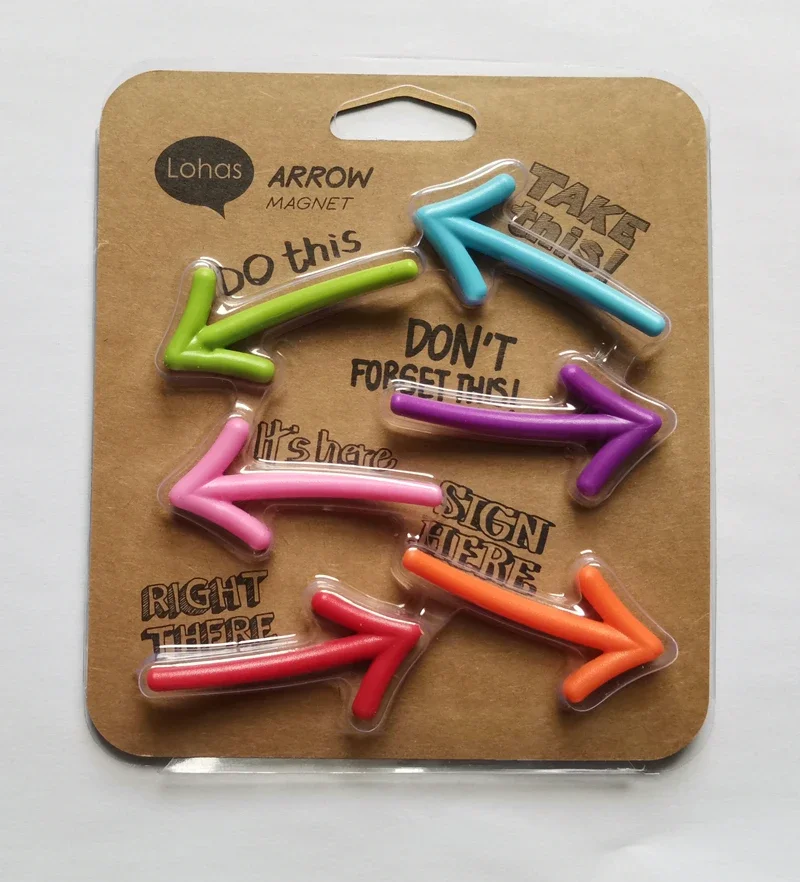 Lohas
ARROW
MAGNET
TAKE
this!
DO this
DON'T
FORGET THIS!
It's here
SIGN
HERE
RIGHT
THERE